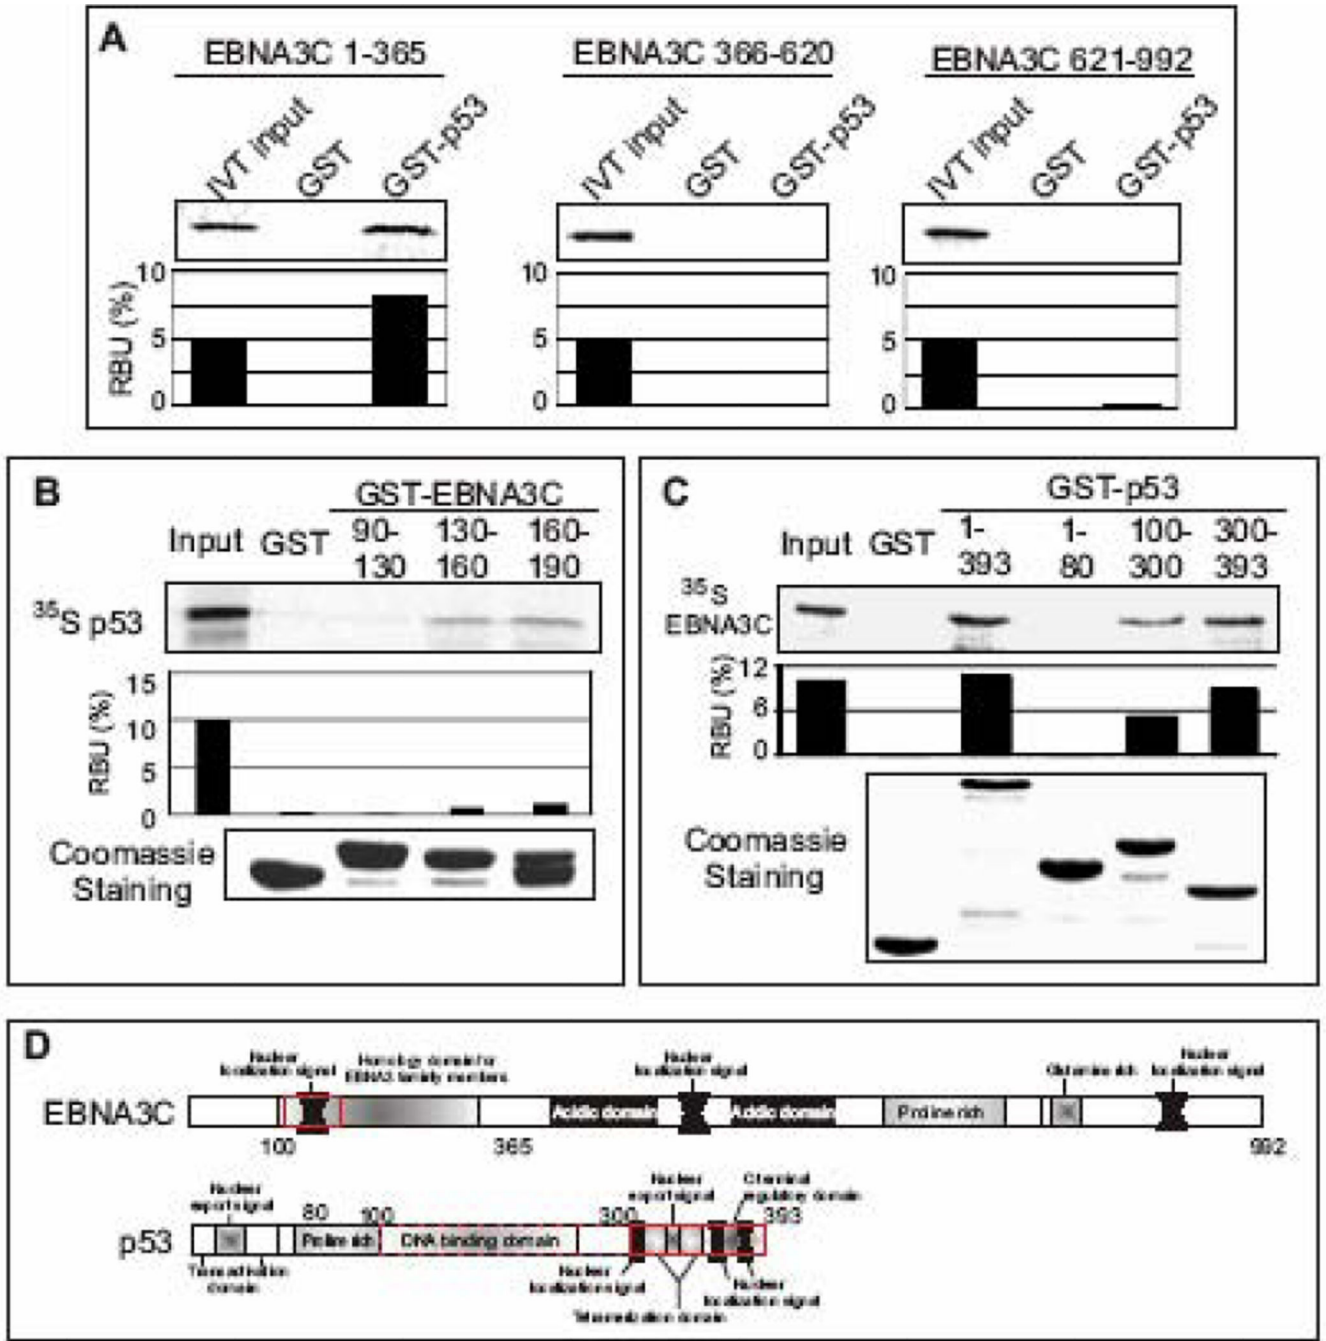 A
EBNA3C 1-365
EBNA3C 366-620
EBNA3C 621-992
IVT input
GST
GST-p53
IVT input
GST
GST-p53
IVT input
GST
GST-p53
RBU (%)
10
5
0
10
5
0
10
5
0
B
GST-EBNA3C
Input
GST
90-
130
130-
160
160-
190
35S p53
RBU (%)
15
10
5
0
Coomassie
Staining
C
GST-p53
Input
GST
1-
393
1-
80
100-
300
300-
393
35S
EBNA3C
RBU (%)
12
6
0
Coomassie
Staining
D
Nuclear
localization signal
Homology domain for
EBNA3 family members
Nuclear
localization signal
Glutamine rich
Nuclear
localization signal
EBNA3C
Acidic domain
Acidic domain
Proline rich
100
365
992
Nuclear
export signal
80
100
300
Nuclear
export signal
C terminal
regulatory domain
393
p53
Proline rich
DNA binding domain
Transactivation
domain
Nuclear
localization signal
Nuclear
localization signal
Tetramerization domain